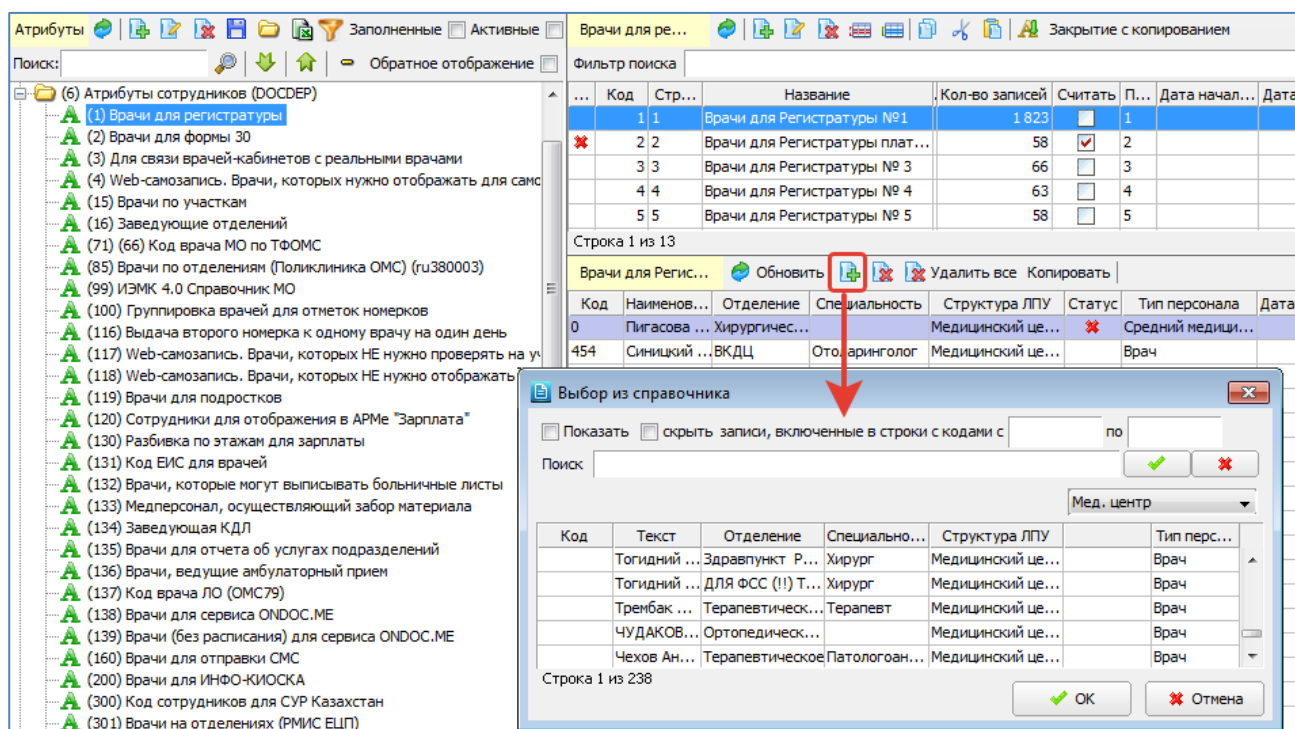 Атрибуты Заполненные Активные
Поиск: Обратное отображение
(6) Атрибуты сотрудников (DOCDEP)
(1) Врачи для регистратуры
(2) Врачи для формы 30
(3) Для связи врачей-кабинетов с реальными врачами
(4) Web-самозапись. Врачи, которых нужно отображать для само
(15) Врачи по участкам
(16) Заведующие отделений
(71) (66) Код врача МО по ТФОМС
(85) Врачи по отделениям (Поликлиника ОМС) (ru380003)
(99) ИЭМК 4.0 Справочник МО
(100) Группировка врачей для отметок номерков
(116) Выдача второго номерка к одному врачу на один день
(117) Web-самозапись. Врачи, которых НЕ нужно проверять на уч
(118) Web-самозапись. Врачи, которых НЕ нужно отображать
(119) Врачи для подростков
(120) Сотрудники для отображения в АРМе "Зарплата"
(130) Разбивка по этажам для зарплаты
(131) Код ЕИС для врачей
(132) Врачи, которые могут выписывать больничные листы
(133) Медперсонал, осуществляющий забор материала
(134) Заведующая КДЛ
(135) Врачи для отчета об услугах подразделений
(136) Врачи, ведущие амбулаторный прием
(137) Код врача ЛО (ОМС79)
(138) Врачи для сервиса ONDOC.ME
(139) Врачи (без расписания) для сервиса ONDOC.ME
(160) Врачи для отправки СМС
(200) Врачи для ИНФО-КИОСКА
(300) Код сотрудников для СУР Казахстан
(301) Врачи на отделениях (РМИС ЕЦП)
Врачи для ре... Закрытие с копированием
Фильтр поиска
... Код Стр... Название Кол-во записей Считать П... Дата начал... Дата
1 1 Врачи для Регистратуры №1 1 823 1
2 2 Врачи для Регистратуры плат... 58 2
3 3 Врачи для Регистратуры № 3 66 3
4 4 Врачи для Регистратуры № 4 63 4
5 5 Врачи для Регистратуры № 5 58 5
Строка 1 из 13
Врачи для Регис... Обновить Удалить все Копировать
Код Наименов... Отделение Специальность Структура ЛПУ Статус Тип персонала Дата
0 Пигасова ... Хирургичес... Медицинский це... Средний медици...
454 Синицкий ... ВКДЦ Отоларинголог Медицинский це... Врач
Выбор из справочника
Показать скрыть записи, включенные в строки с кодами с по
Поиск
Мед. центр
Код Текст Отделение Специально... Структура ЛПУ Тип перс...
Тогидний ... Здравпункт Р... Хирург Медицинский це... Врач
Тогидний ... ДЛЯ ФСС (!!) Т... Хирург Медицинский це... Врач
Трембак ... Терапевтическ... Терапевт Медицинский це... Врач
ЧУДАКОВ... Ортопедическ... Медицинский це... Врач
Чехов Ан... Терапевтическое Патологоан... Медицинский це... Врач
Строка 1 из 238
OK Отмена